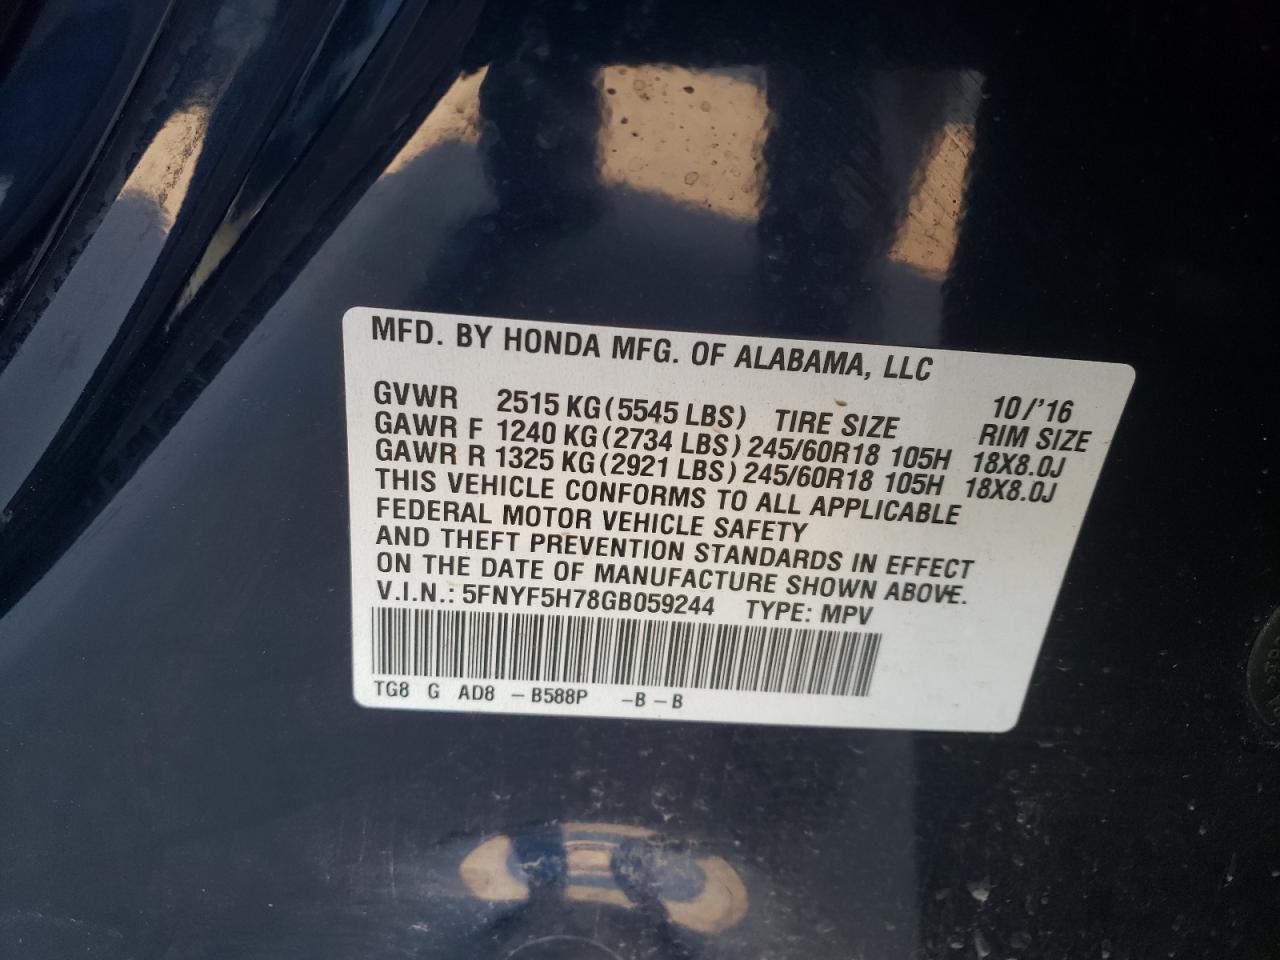 MFD. BY HONDA MFG. OF ALABAMA, LLC
10/'16
GVWR 2515 KG(5545 LBS) TIRE SIZE RIM SIZE
GAWR F 1240 KG(2734 LBS) 245/60R18 105H 18X8.0J
GAWR R 1325 KG(2921 LBS) 245/60R18 105H 18X8.0J
THIS VEHICLE CONFORMS TO ALL APPLICABLE
FEDERAL MOTOR VEHICLE SAFETY
AND THEFT PREVENTION STANDARDS IN EFFECT
ON THE DATE OF MANUFACTURE SHOWN ABOVE.
V.I.N.: 5FNYF5H78GB059244 TYPE: MPV
TG8 G AD8 - B588P -B - B